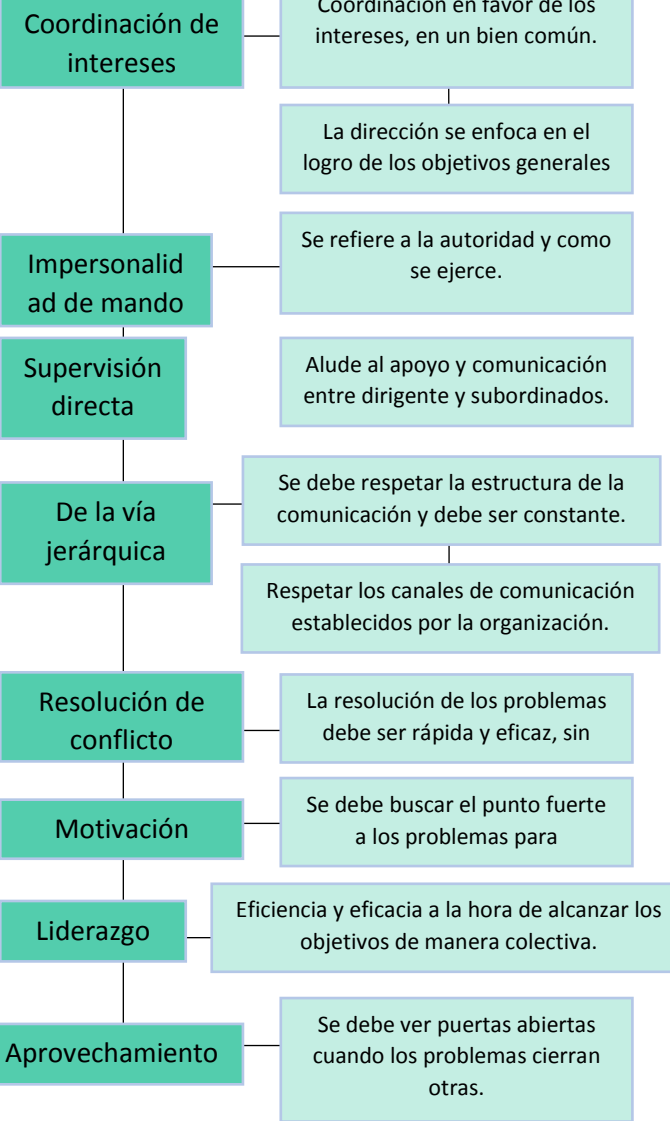 Coordinación de
intereses
Coordinación en favor de los
intereses, en un bien común.
La dirección se enfoca en el
logro de los objetivos generales
Impersonalid
ad de mando
Se refiere a la autoridad y como
se ejerce.
Supervisión
directa
Alude al apoyo y comunicación
entre dirigente y subordinados.
De la vía
jerárquica
Se debe respetar la estructura de la
comunicación y debe ser constante.
Respetar los canales de comunicación
establecidos por la organización.
Resolución de
conflicto
La resolución de los problemas
debe ser rápida y eficaz, sin
Motivación
Se debe buscar el punto fuerte
a los problemas para
Liderazgo
Eficiencia y eficacia a la hora de alcanzar los
objetivos de manera colectiva.
Aprovechamiento
Se debe ver puertas abiertas
cuando los problemas cierran
otras.